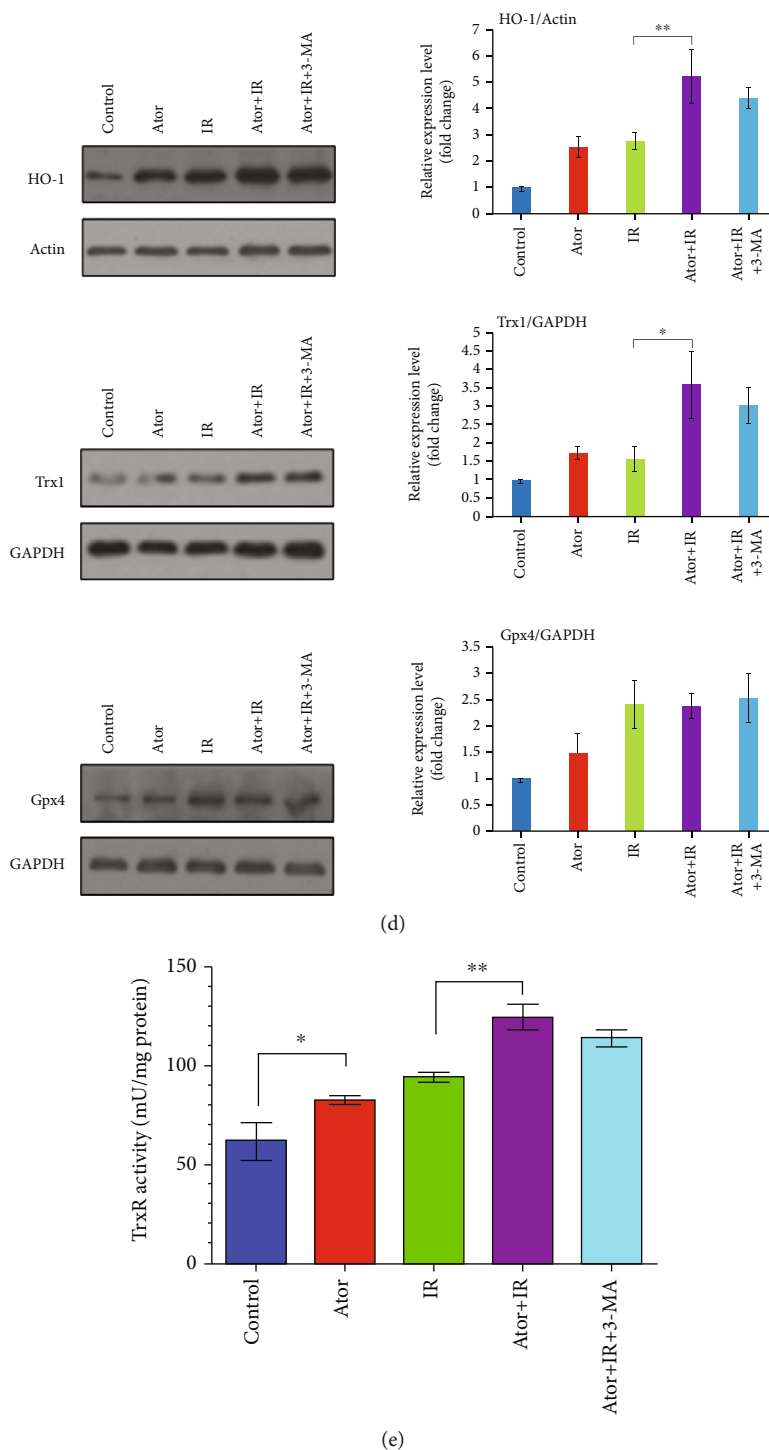 Control
Ator
IR
Ator+IR
Ator+IR+3-MA
HO-1
Actin
HO-1/Actin
**
Relative expression level
(fold change)
7
6
5
4
3
2
1
0
Control
Ator
IR
Ator+IR
Ator+IR
+3-MA
Control
Ator
IR
Ator+IR
Ator+IR+3-MA
Trx1
GAPDH
Trx1/GAPDH
*
Relative expression level
(fold change)
5
4.5
4
3.5
3
2.5
2
1.5
1
0.5
0
Control
Ator
IR
Ator+IR
Ator+IR
+3-MA
Control
Ator
IR
Ator+IR
Ator+IR+3-MA
Gpx4
GAPDH
Gpx4/GAPDH
Relative expression level
(fold change)
3.5
3
2.5
2
1.5
1
0.5
0
Control
Ator
IR
Ator+IR
Ator+IR
+3-MA
(d)
TrxR activity (mU/mg protein)
150
100
50
0
*
**
Control
Ator
IR
Ator+IR
Ator+IR+3-MA
(e)